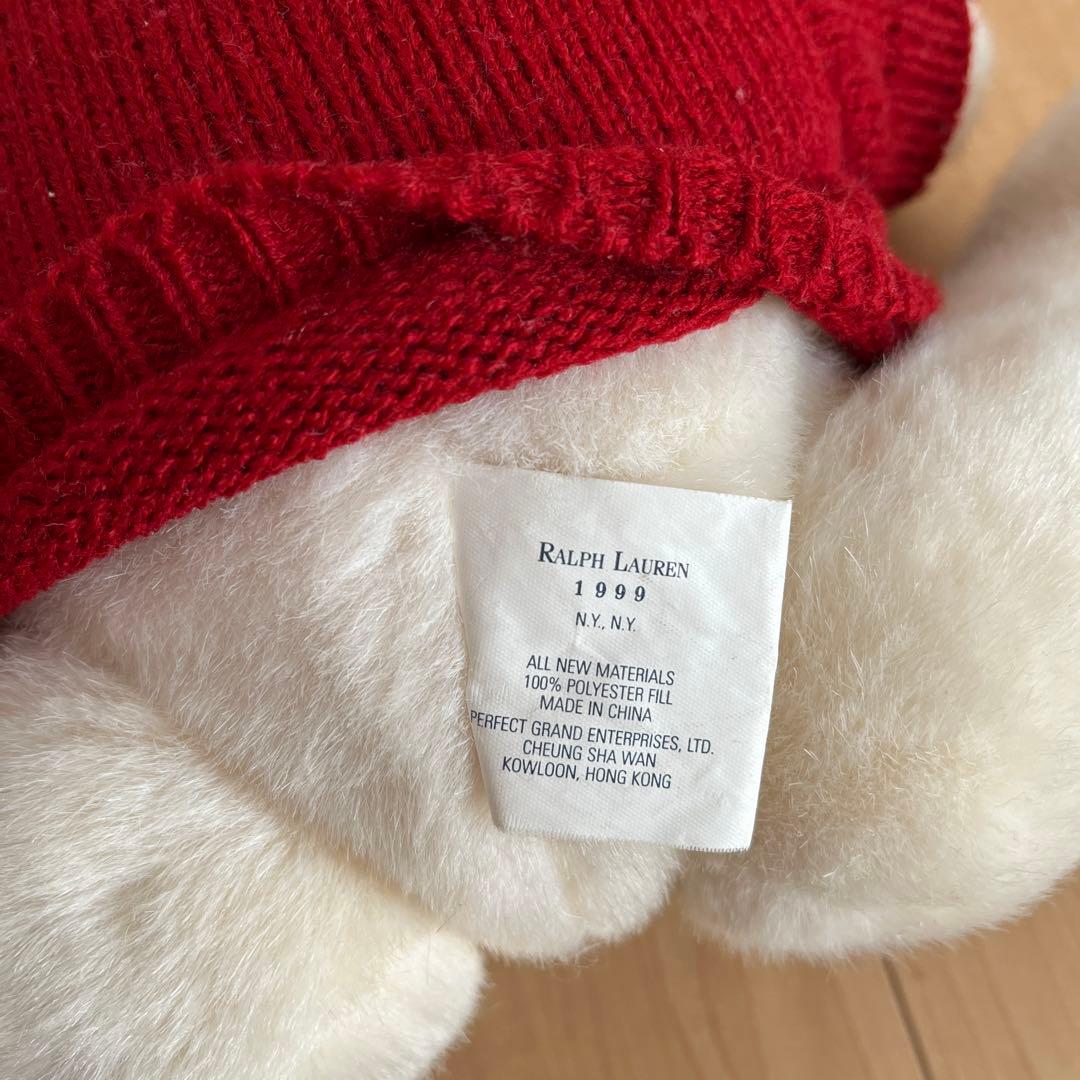 RALPH LAUREN
1999
N.Y., N.Y.
ALL NEW MATERIALS
100% POLYESTER FILL
MADE IN CHINA
PERFECT GRAND ENTERPRISES, LTD.
CHEUNG SHA WAN
KOWLOON, HONG KONG